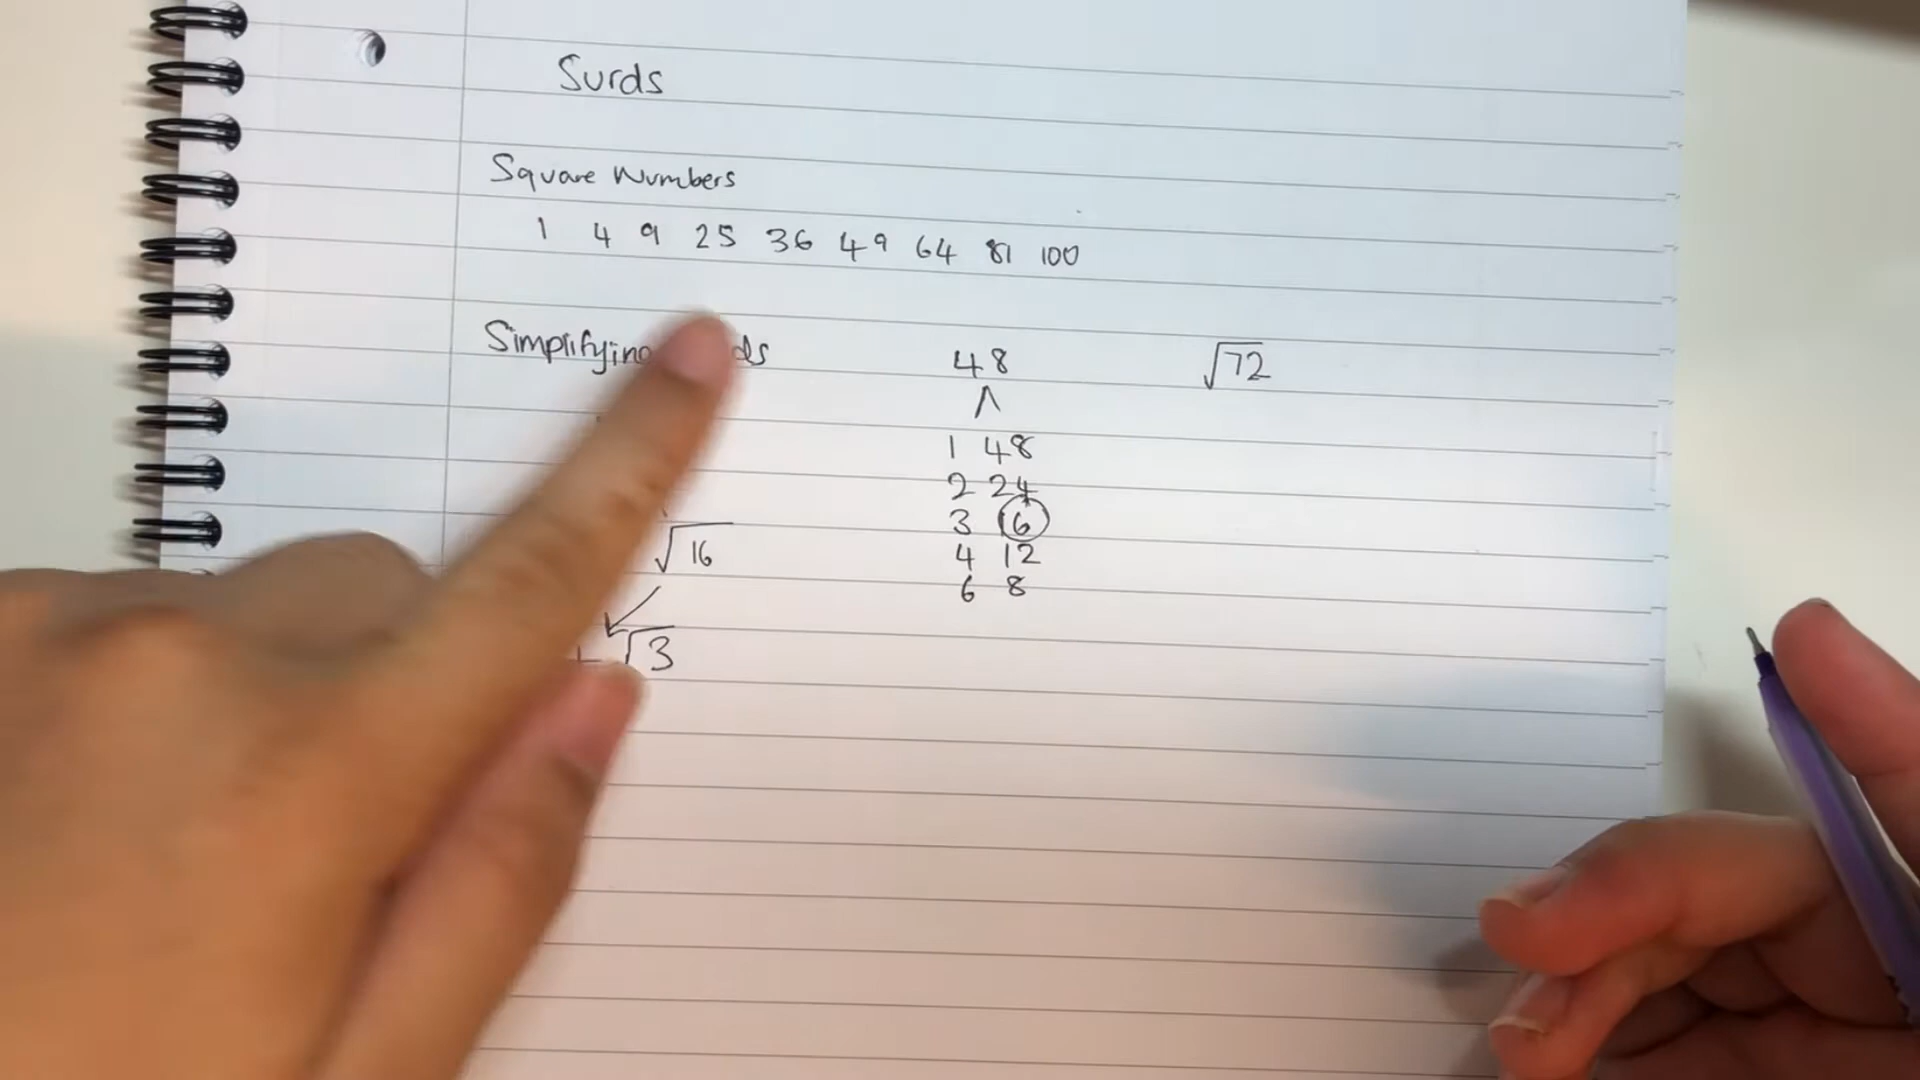 Surds
Square Numbers
1 4 9 25 36 49 64 81 100
Simplifying
48
1 48
2 24
3 16
4 12
6 8
√16
√3
√72